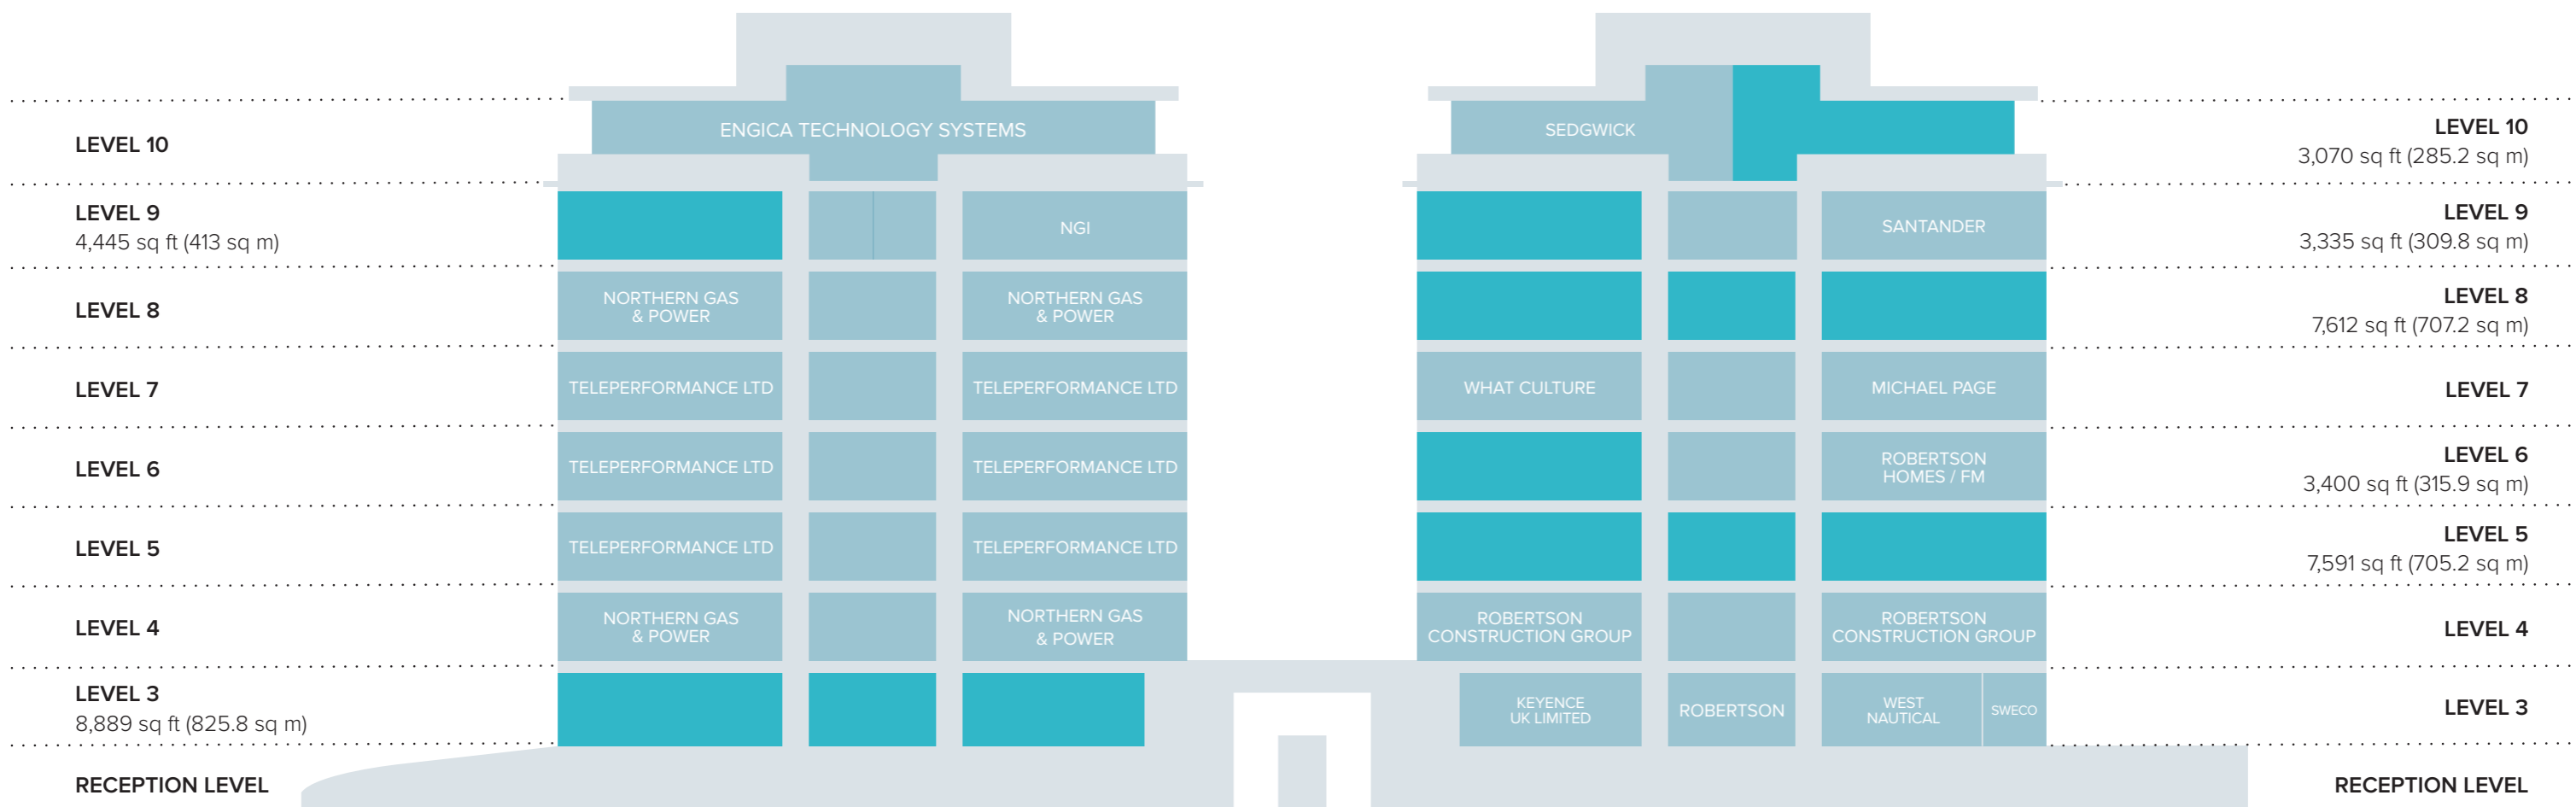 LEVEL 10
ENGICA TECHNOLOGY SYSTEMS
SEDGWICK
LEVEL 10
3,070 sq ft (285.2 sq m)
LEVEL 9
4,445 sq ft (413 sq m)
NGI
SANTANDER
LEVEL 9
3,335 sq ft (309.8 sq m)
LEVEL 8
NORTHERN GAS
& POWER
NORTHERN GAS
& POWER
LEVEL 8
7,612 sq ft (707.2 sq m)
LEVEL 7
TELEPERFORMANCE LTD
TELEPERFORMANCE LTD
WHAT CULTURE
MICHAEL PAGE
LEVEL 7
LEVEL 6
TELEPERFORMANCE LTD
TELEPERFORMANCE LTD
ROBERTSON
HOMES / FM
LEVEL 6
3,400 sq ft (315.9 sq m)
LEVEL 5
TELEPERFORMANCE LTD
TELEPERFORMANCE LTD
LEVEL 5
7,591 sq ft (705.2 sq m)
LEVEL 4
NORTHERN GAS
& POWER
NORTHERN GAS
& POWER
ROBERTSON
CONSTRUCTION GROUP
ROBERTSON
CONSTRUCTION GROUP
LEVEL 4
LEVEL 3
8,889 sq ft (825.8 sq m)
KEYENCE
UK LIMITED
ROBERTSON
WEST
NAUTICAL
SWECO
LEVEL 3
RECEPTION LEVEL
RECEPTION LEVEL